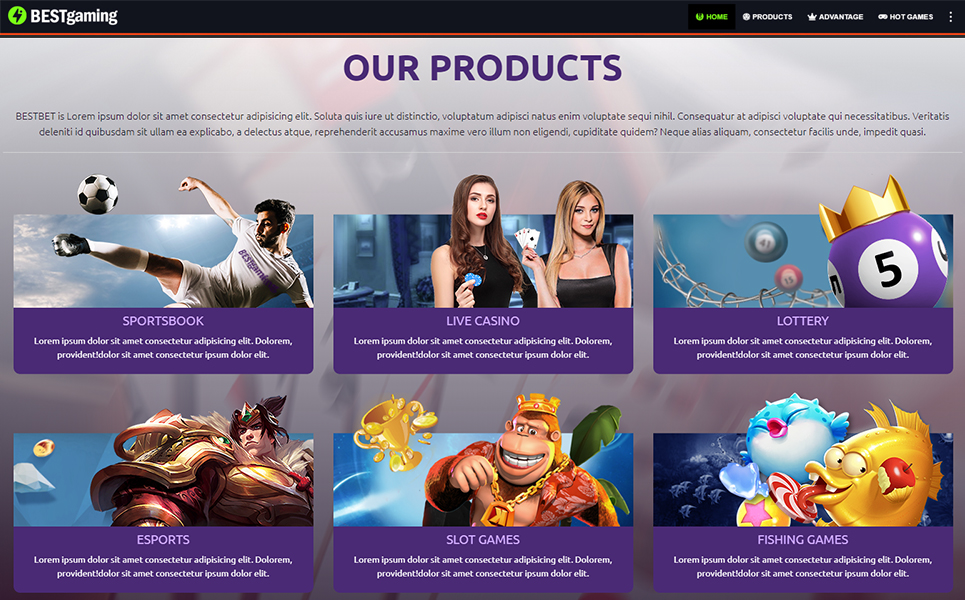 BESTgaming
HOME PRODUCTS ADVANTAGE HOT GAMES
OUR PRODUCTS
BESTBET is Lorem ipsum dolor sit amet consectetur adipisicing elit. Soluta quis iure ut distinctio, voluptatum adipisci natus enim voluptate sequi nihil. Consequatur at adipisci voluptate qui necessitatibus. Veritatis
deleniti id quibusdam sit ullam ea explicabo, a delectus atque, reprehenderit accusamus maxime vero illum non eligendi, cupiditate quidem? Neque alias aliquam, consectetur facilis unde, impedit quasi.
BESTgaming
SPORTSBOOK
Lorem ipsum dolor sit amet consectetur adipisicing elit. Dolorem,
provident!dolor sit amet consectetur ipsum dolor elit.
LIVE CASINO
Lorem ipsum dolor sit amet consectetur adipisicing elit. Dolorem,
provident!dolor sit amet consectetur ipsum dolor elit.
5
LOTTERY
Lorem ipsum dolor sit amet consectetur adipisicing elit. Dolorem,
provident!dolor sit amet consectetur ipsum dolor elit.
ESPORTS
Lorem ipsum dolor sit amet consectetur adipisicing elit. Dolorem,
provident!dolor sit amet consectetur ipsum dolor elit.
SLOT GAMES
Lorem ipsum dolor sit amet consectetur adipisicing elit. Dolorem,
provident!dolor sit amet consectetur ipsum dolor elit.
FISHING GAMES
Lorem ipsum dolor sit amet consectetur adipisicing elit. Dolorem,
provident!dolor sit amet consectetur ipsum dolor elit.